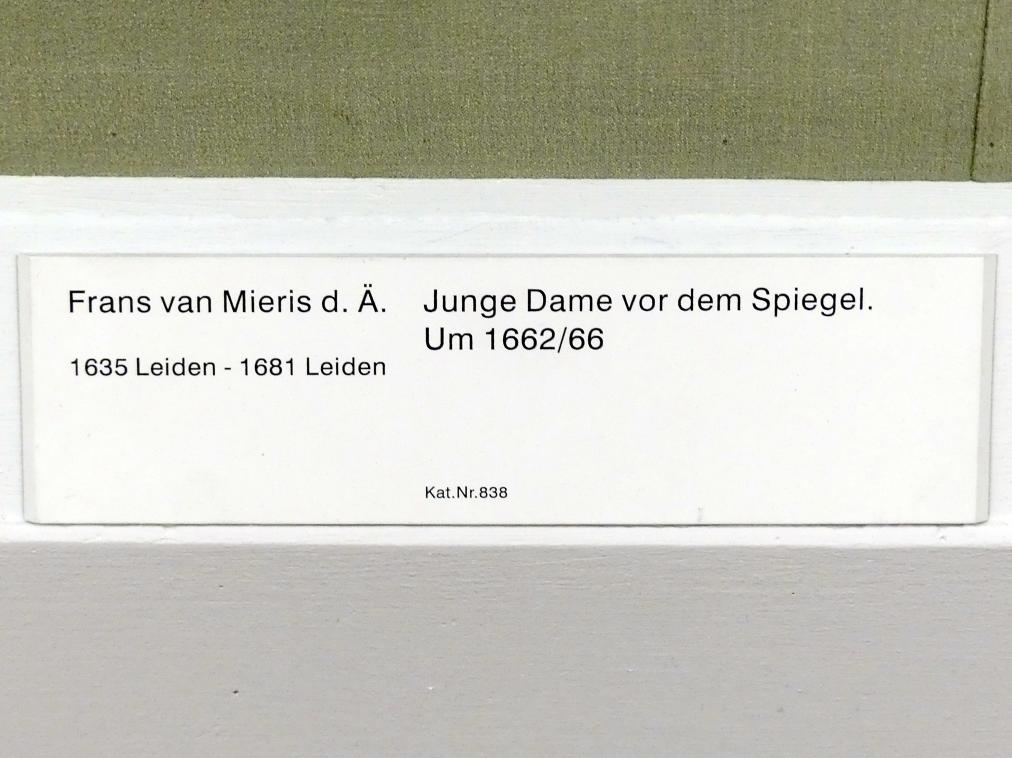 Frans van Mieris d. Ä.
1635 Leiden - 1681 Leiden
Junge Dame vor dem Spiegel.
Um 1662/66
Kat.Nr.838